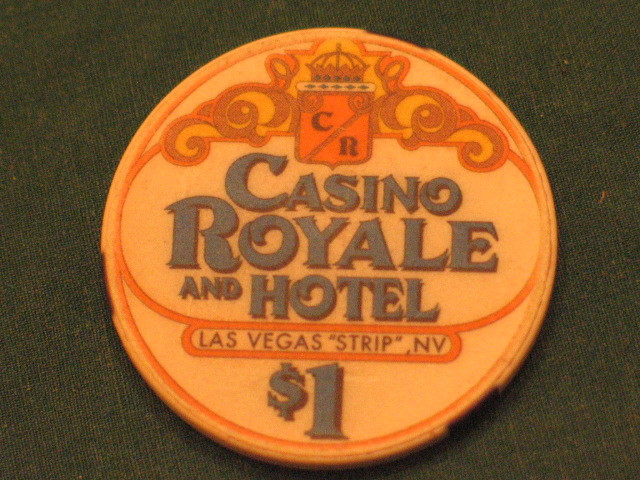 C
R
CASINO
ROYALE
AND HOTEL
LAS VEGAS "STRIP", NV
$1